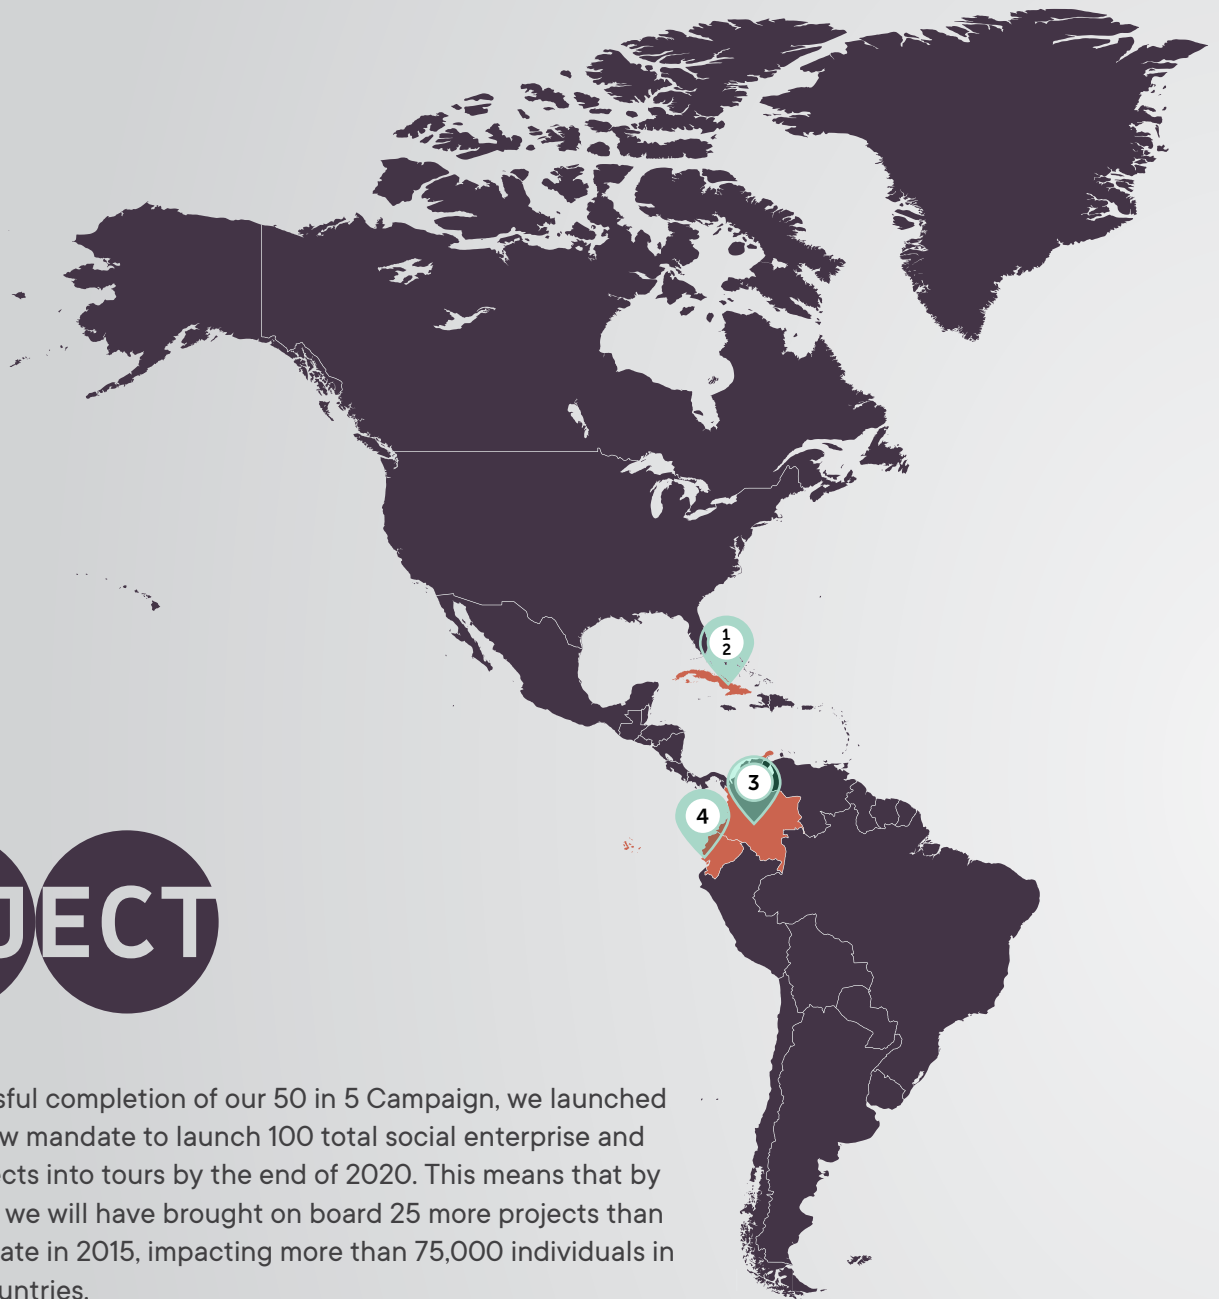 1
2
3
4
JECT
sful completion of our 50 in 5 Campaign, we launched
w mandate to launch 100 total social enterprise and
ects into tours by the end of 2020. This means that by
we will have brought on board 25 more projects than
ate in 2015, impacting more than 75,000 individuals in
untries.